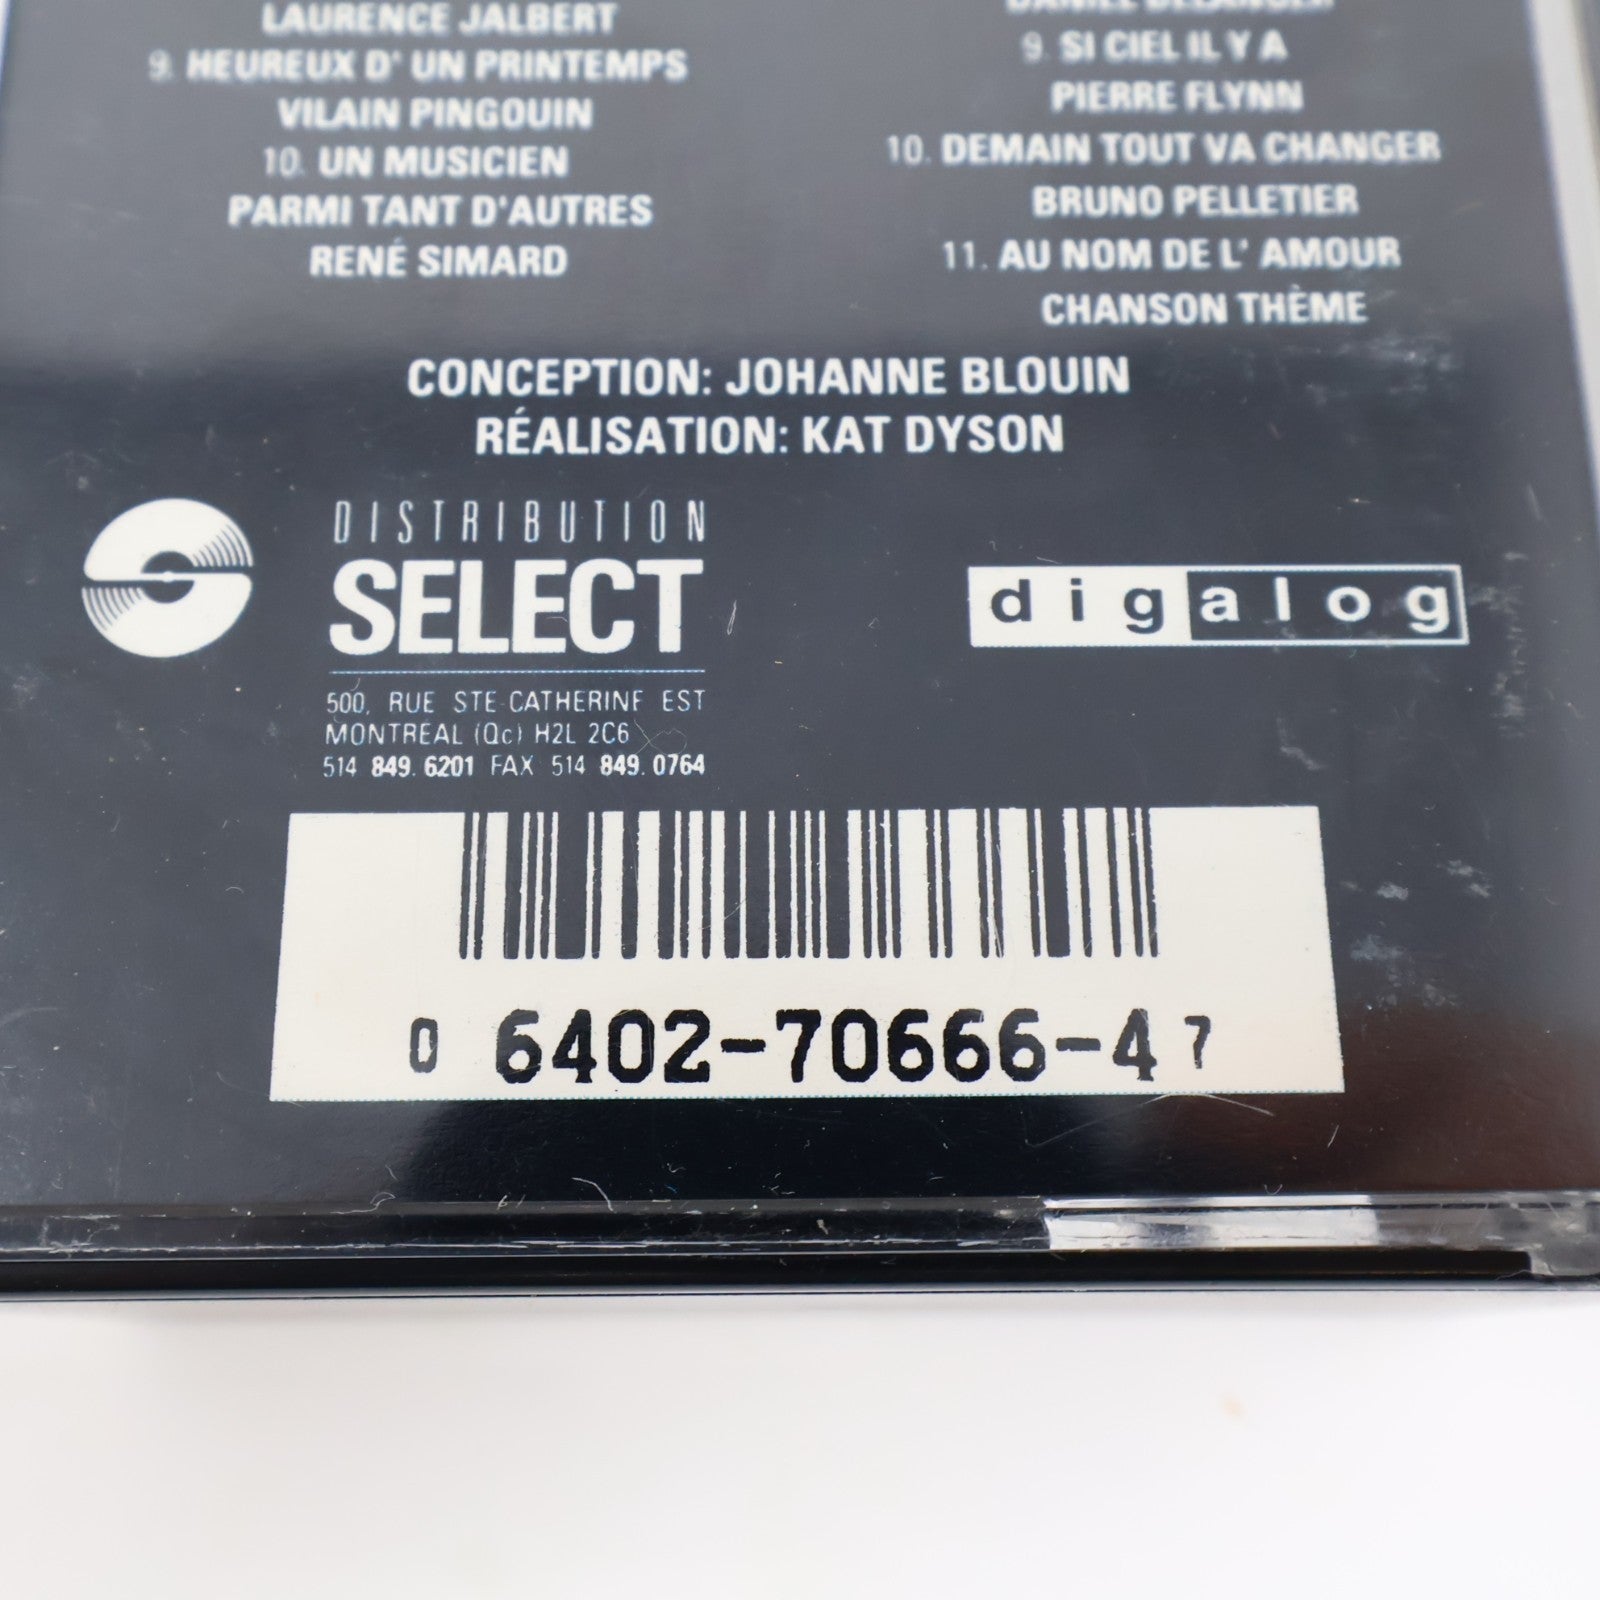 LAURENCE JALBERT
9. HEUREUX D' UN PRINTEMPS
VILAIN PINGOUIN
10. UN MUSICIEN
PARMI TANT D'AUTRES
RENÉ SIMARD
DANIEL BÉLANGER
9. SI CIEL IL Y A
PIERRE FLYNN
10. DEMAIN TOUT VA CHANGER
BRUNO PELLETIER
11. AU NOM DE L' AMOUR
CHANSON THÈME
CONCEPTION: JOHANNE BLOUIN
RÉALISATION: KAT DYSON
DISTRIBUTION
SELECT
500, RUE STE-CATHERINE EST
MONTRÉAL (Qc) H2L 2C6
514 849.6201 FAX 514 849.0764
digalog
0 6402-70666-4 7